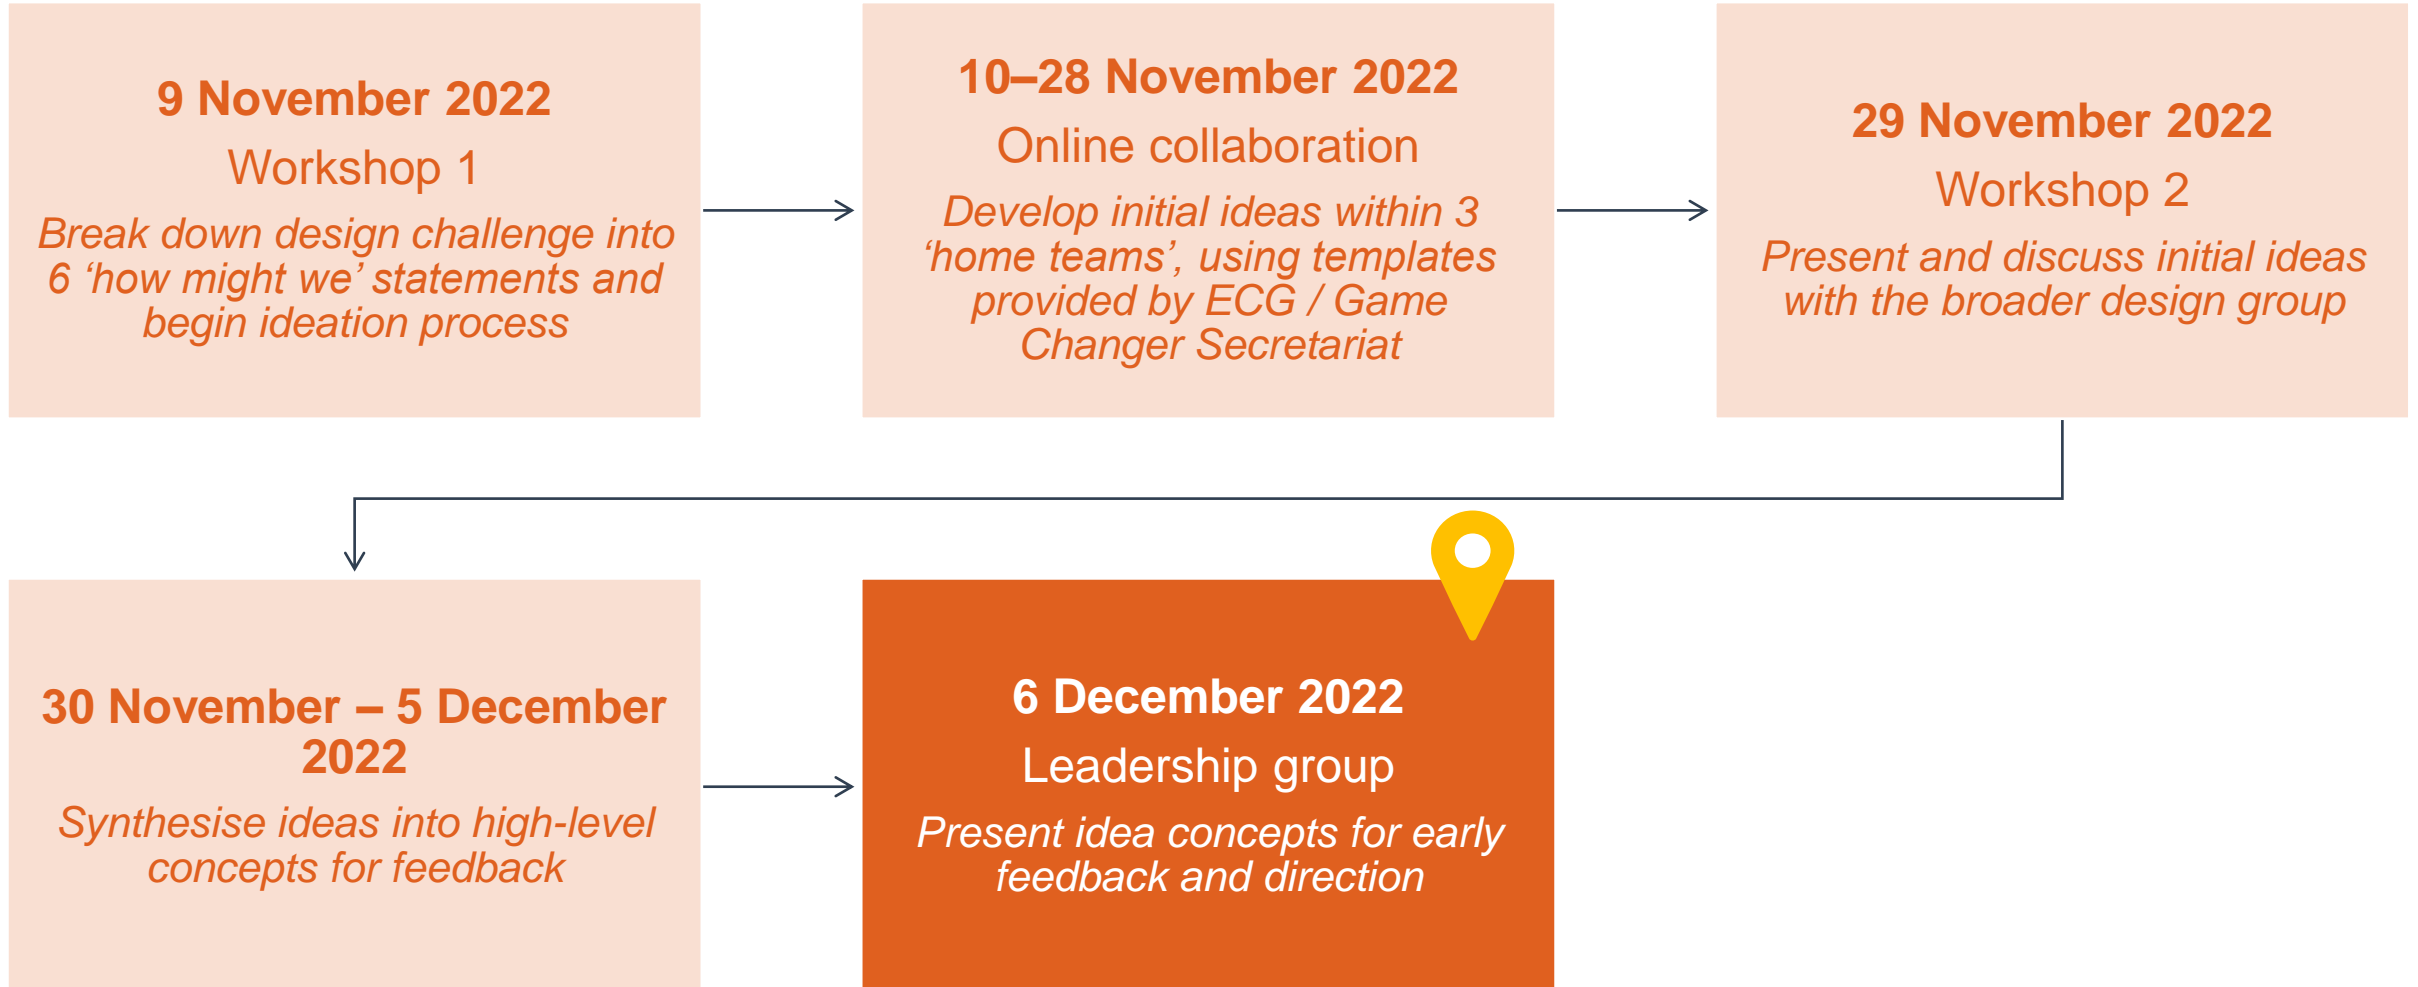 9 November 2022
Workshop 1
Break down design challenge into
6 ‘how might we’ statements and
begin ideation process
10–28 November 2022
Online collaboration
Develop initial ideas within 3
‘home teams’, using templates
provided by ECG / Game
Changer Secretariat
29 November 2022
Workshop 2
Present and discuss initial ideas
with the broader design group
30 November – 5 December
2022
Synthesise ideas into high-level
concepts for feedback
6 December 2022
Leadership group
Present idea concepts for early
feedback and direction